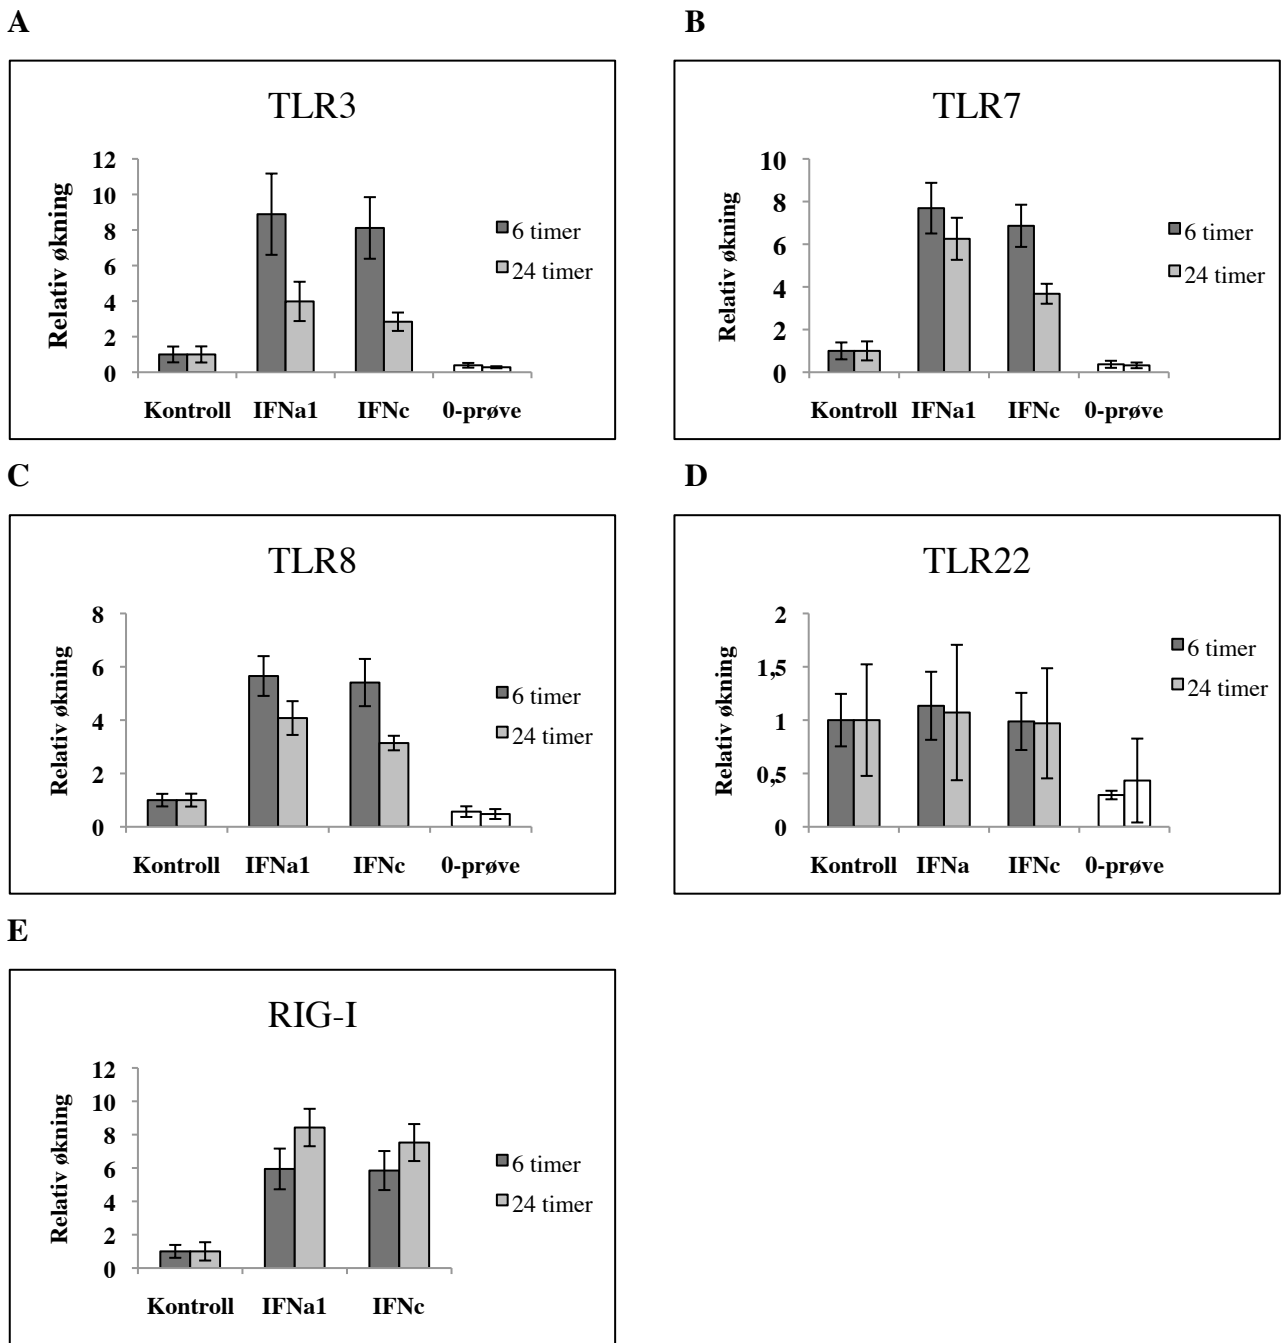 A
TLR3
Relativ økning
12
10
8
6
4
2
0
Kontroll IFNa1 IFNc 0-prøve
6 timer
24 timer
B
TLR7
Relativ økning
10
8
6
4
2
0
Kontroll IFNa1 IFNc 0-prøve
6 timer
24 timer
C
TLR8
Relativ økning
8
6
4
2
0
Kontroll IFNa1 IFNc 0-prøve
6 timer
24 timer
D
TLR22
Relativ økning
2
1,5
1
0,5
0
Kontroll IFNa IFNc 0-prøve
6 timer
24 timer
E
RIG-I
Relativ økning
12
10
8
6
4
2
0
Kontroll IFNa1 IFNc
6 timer
24 timer